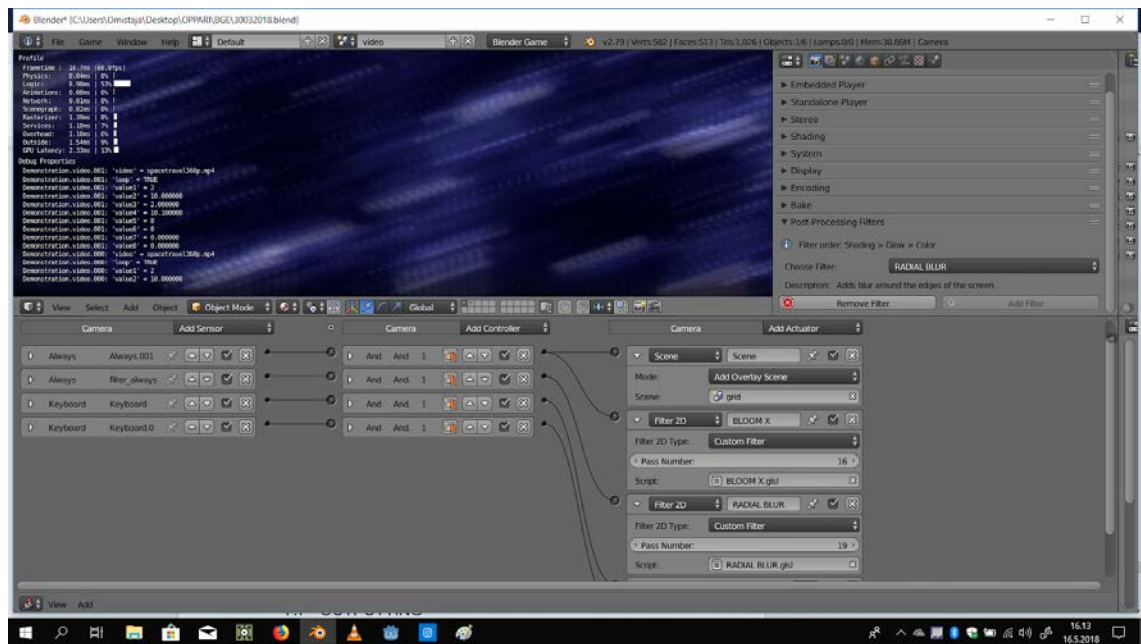 Blender* [C:\Users\Omistaja\Desktop\OPPARI\BGE\30032018.blend]
File Game Window Help Default video Blender Game v2.79 | Verts:582 | Faces:513 | Tris:1,026 | Objects:1/6 | Lamps:0/0 | Mem:30.86M | Camera
Profile
Frametime : 16.7ms (60.0fps)
Physics: 0.04ms | 0%
Logic: 8.98ms | 53%
Animations: 0.00ms | 0%
Network: 0.01ms | 0%
Scenegraph: 0.02ms | 0%
Rasterizer: 1.39ms | 8%
Services: 1.18ms | 7%
Overhead: 1.10ms | 6%
Outside: 1.54ms | 9%
GPU Latency: 2.33ms | 13%
Debug Properties
Demonstration.video.001: 'video' = spacetravel360p.mp4
Demonstration.video.001: 'loop' = TRUE
Demonstration.video.001: 'value1' = 2
Demonstration.video.001: 'value2' = 10.000000
Demonstration.video.001: 'value3' = 2.000000
Demonstration.video.001: 'value4' = 10.100000
Demonstration.video.001: 'value5' = 0
Demonstration.video.001: 'value6' = 0
Demonstration.video.001: 'value7' = 0.000000
Demonstration.video.001: 'value8' = 0.000000
Demonstration.video.000: 'video' = spacetravel360p.mp4
Demonstration.video.000: 'loop' = TRUE
Demonstration.video.000: 'value1' = 2
Demonstration.video.000: 'value2' = 10.000000
Embedded Player
Standalone Player
Stereo
Shading
System
Display
Encoding
Bake
Post-Processing Filters
Filter order: Shading > Glow > Color
Choose Filter: RADIAL BLUR
Description: Adds blur around the edges of the screen
Remove Filter Add Filter
View Select Add Object Object Mode Global
Camera Add Sensor Camera Add Controller Camera Add Actuator
Always Always.001 And And 1 Scene Scene
Always filter_always And And 1 Mode: Add Overlay Scene
Keyboard Keyboard And And 1 Scene: grid
Keyboard Keyboard.0 And And 1 Filter 2D BLOOM X
Filter 2D Type: Custom Filter
Pass Number: 16
Script: BLOOM X.glsl
Filter 2D RADIAL BLUR
Filter 2D Type: Custom Filter
Pass Number: 19
Script: RADIAL BLUR.glsl
View Add
16.13
16.5.2018